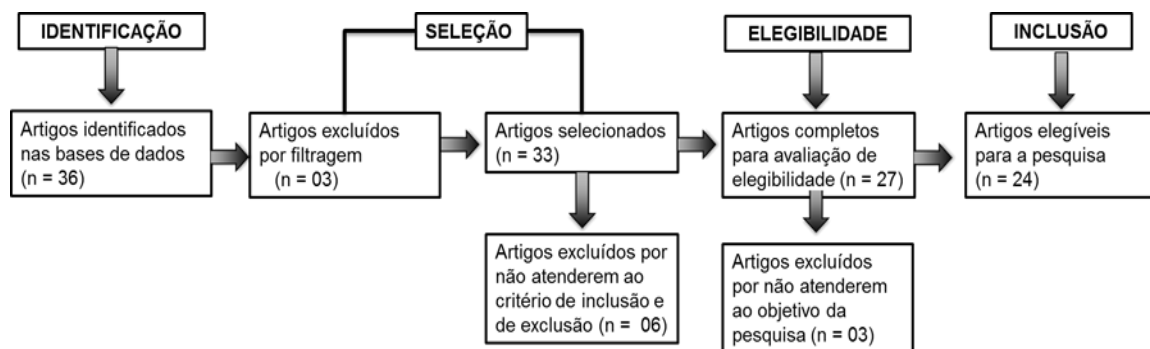 IDENTIFICAÇÃO
SELEÇÃO
ELEGIBILIDADE
INCLUSÃO
Artigos identificados
nas bases de dados
(n = 36)
Artigos excluídos
por filtragem
(n = 03)
Artigos selecionados
(n = 33)
Artigos completos
para avaliação de
elegibilidade (n = 27)
Artigos elegíveis
para a pesquisa
(n = 24)
Artigos excluídos por
não atenderem ao
critério de inclusão e
de exclusão (n = 06)
Artigos excluídos
por não atenderem
ao objetivo da
pesquisa (n = 03)